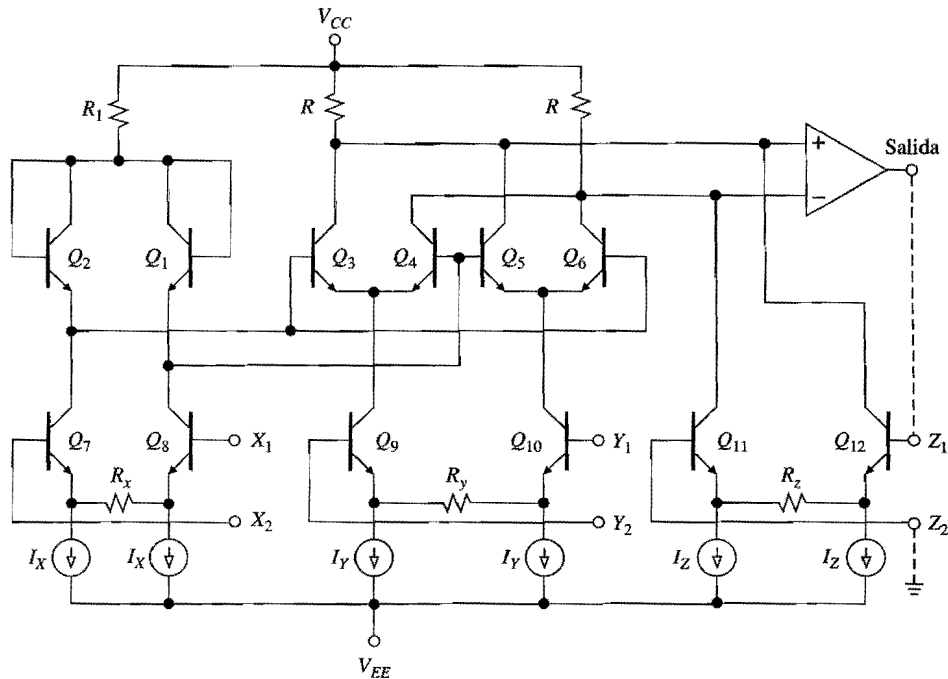 V_CC
R_1
R
R
Salida
+
−
Q_2
Q_1
Q_3
Q_4
Q_5
Q_6
Q_7
Q_8
X_1
Q_9
Q_10
Y_1
Q_11
Q_12
Z_1
R_x
R_y
R_z
X_2
Y_2
Z_2
I_X
I_X
I_Y
I_Y
I_Z
I_Z
V_EE